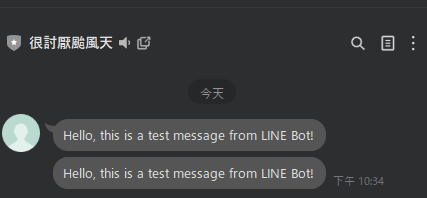 很討厭颱風天
今天
Hello, this is a test message from LINE Bot!
Hello, this is a test message from LINE Bot!
下午 10:34